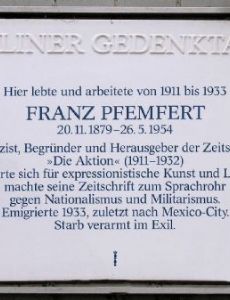 LINER GEDENKTA
Hier lebte und arbeitete von 1911 bis 1933
FRANZ PFEMFERT
20.11.1879-26.5.1954
zist, Begründer und Herausgeber der Zeits
»Die Aktion« (1911-1932)
rte sich für expressionistische Kunst und L
machte seine Zeitschrift zum Sprachrohr
gegen Nationalismus und Militarismus.
Emigrierte 1933, zuletzt nach Mexico-City.
Starb verarmt im Exil.